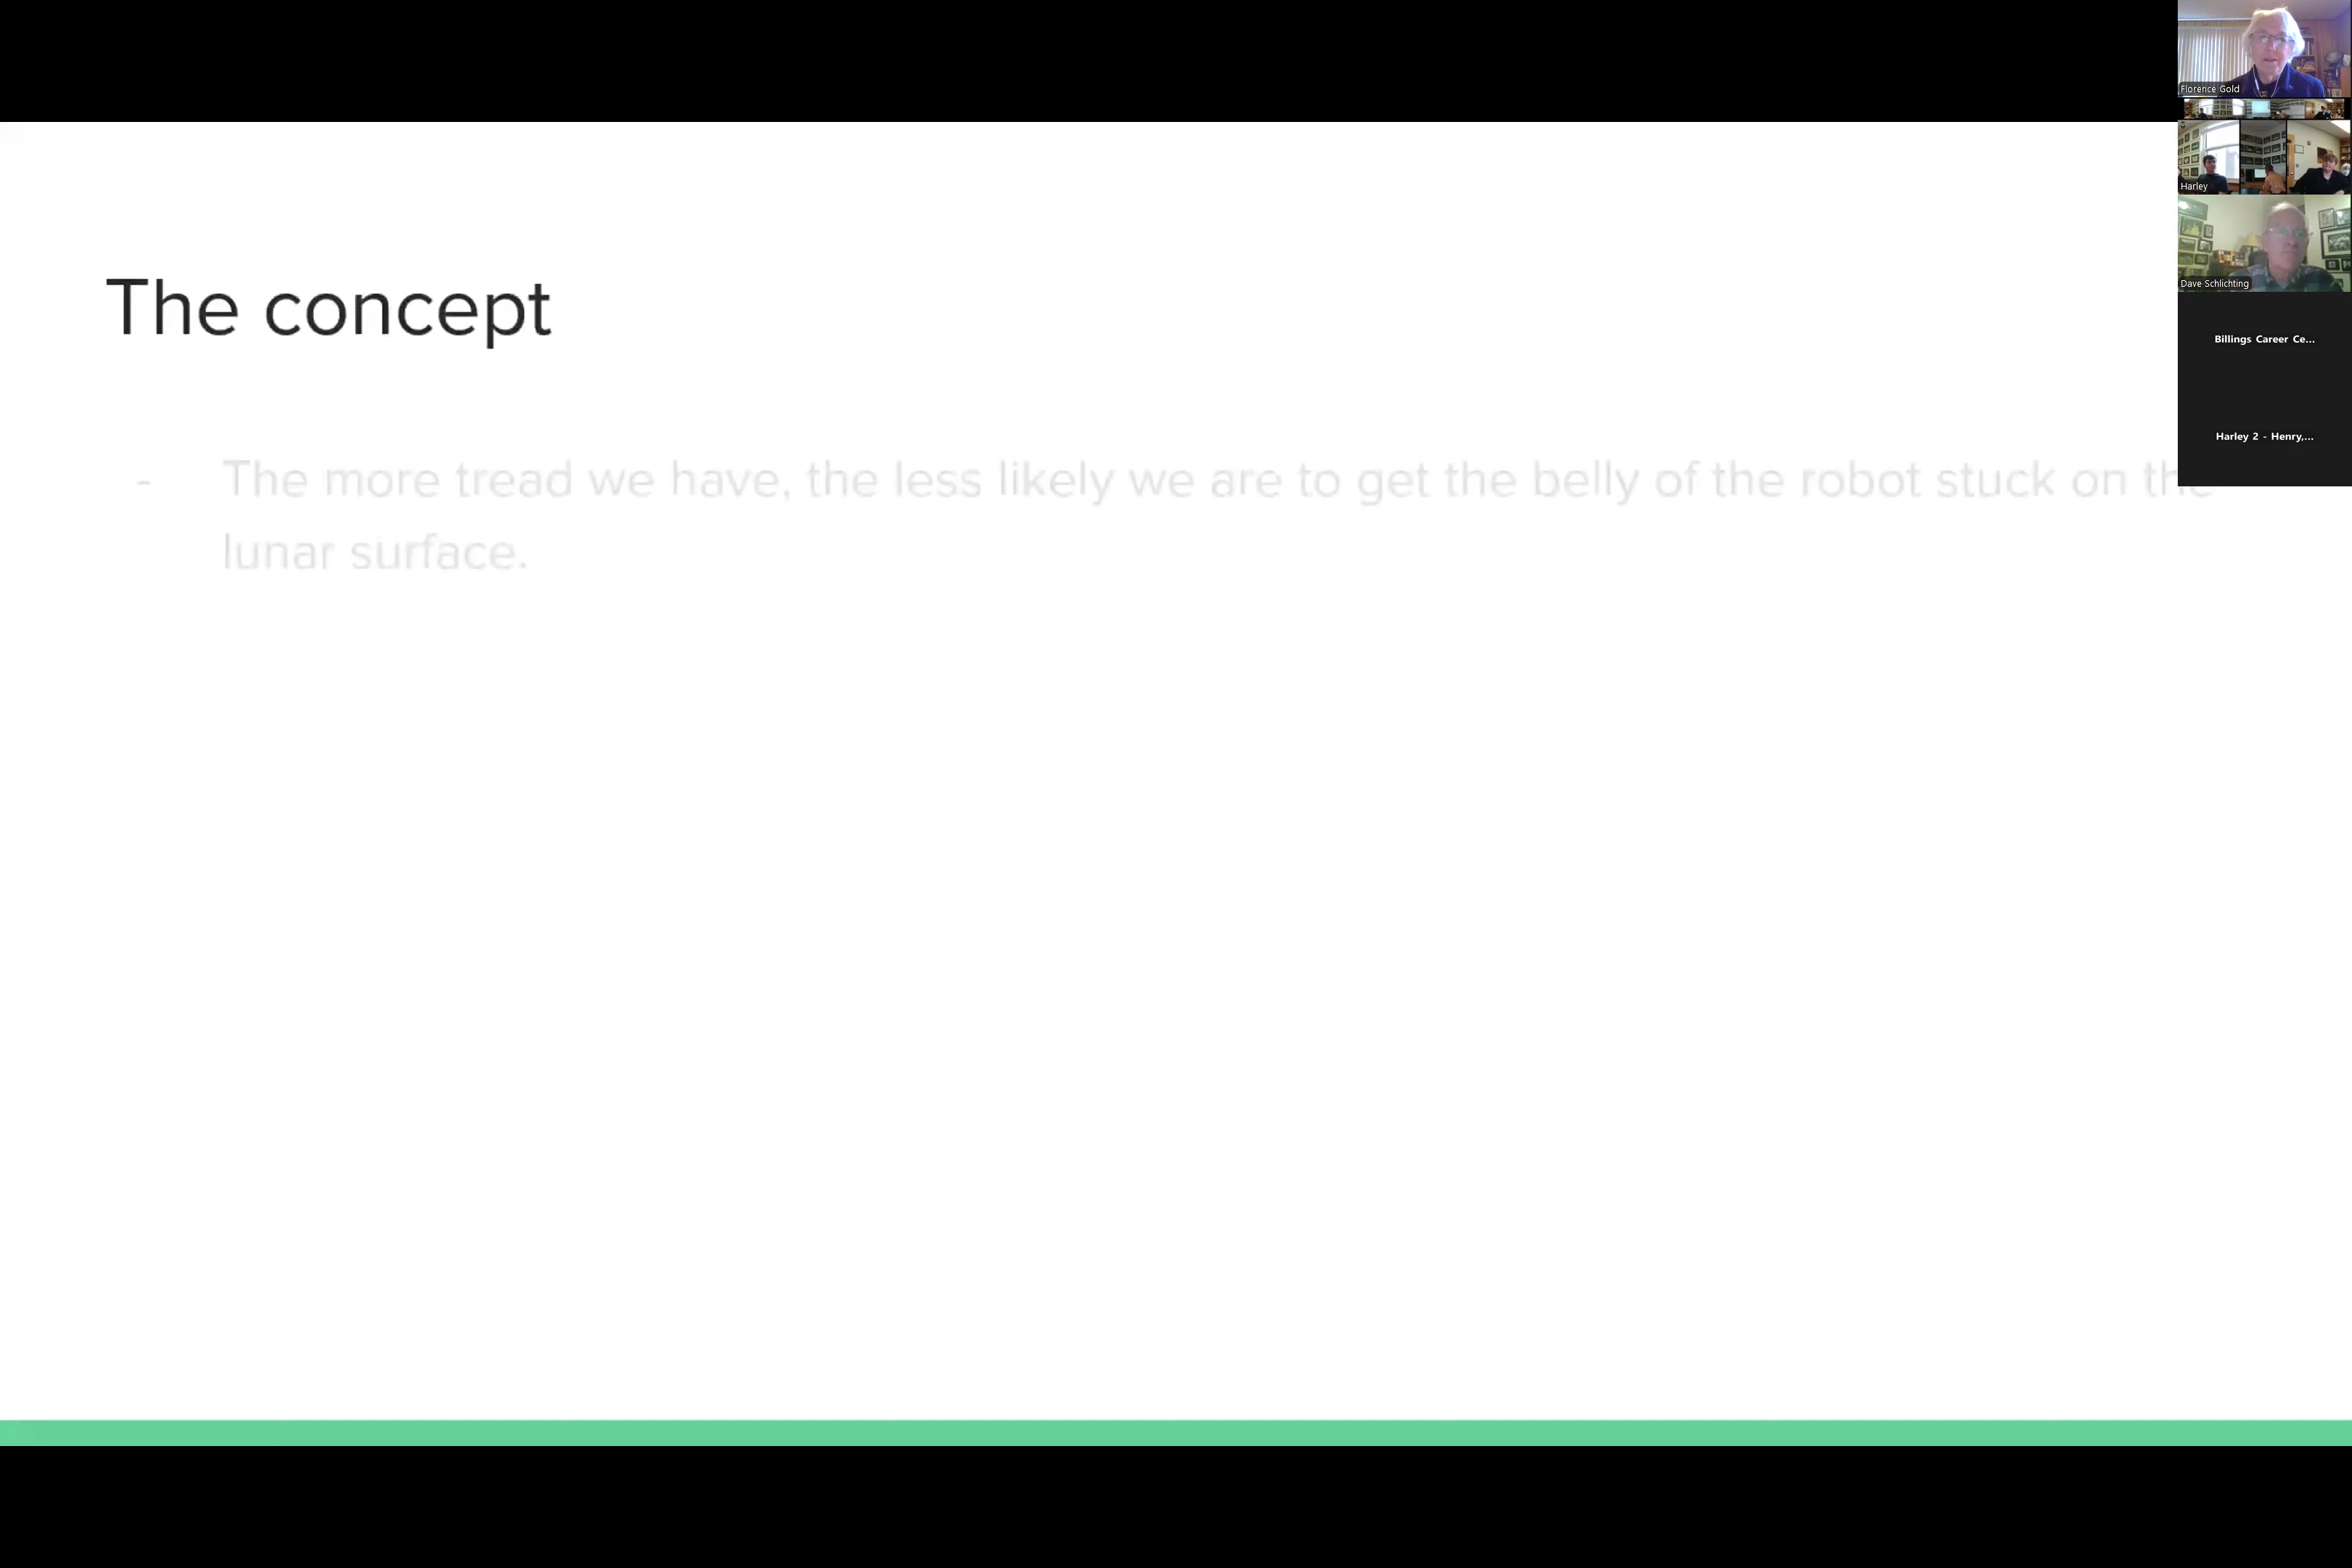 The concept
- The more tread we have, the less likely we are to get the belly of the robot stuck on the
lunar surface.
Florence Gold
Harley
Dave Schlichting
Billings Career Ce...
Harley 2 - Henry,...